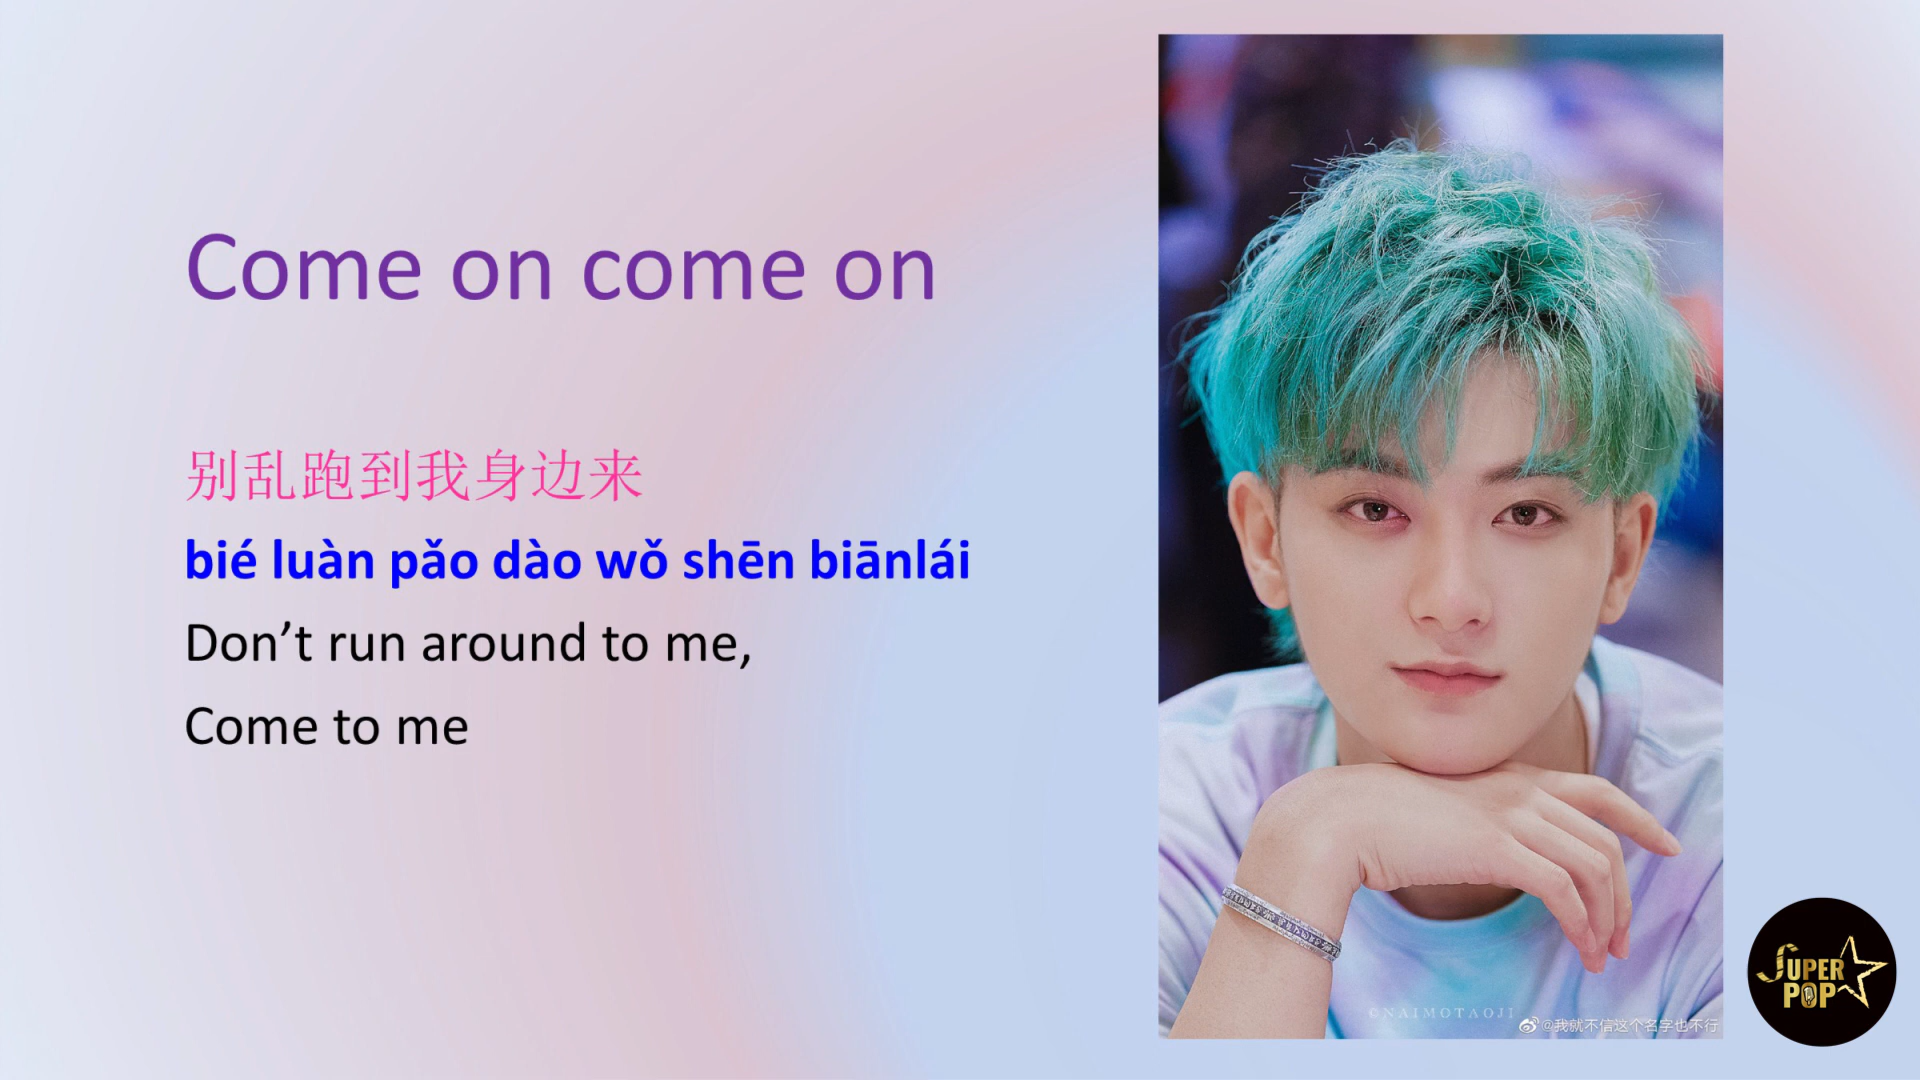 Come on come on
别乱跑到我身边来
bié luàn pǎo dào wǒ shēn biānlái
Don’t run around to me,
Come to me
©NAIMOTAOJI
@我就不信这个名字也不行
SUPER
POP